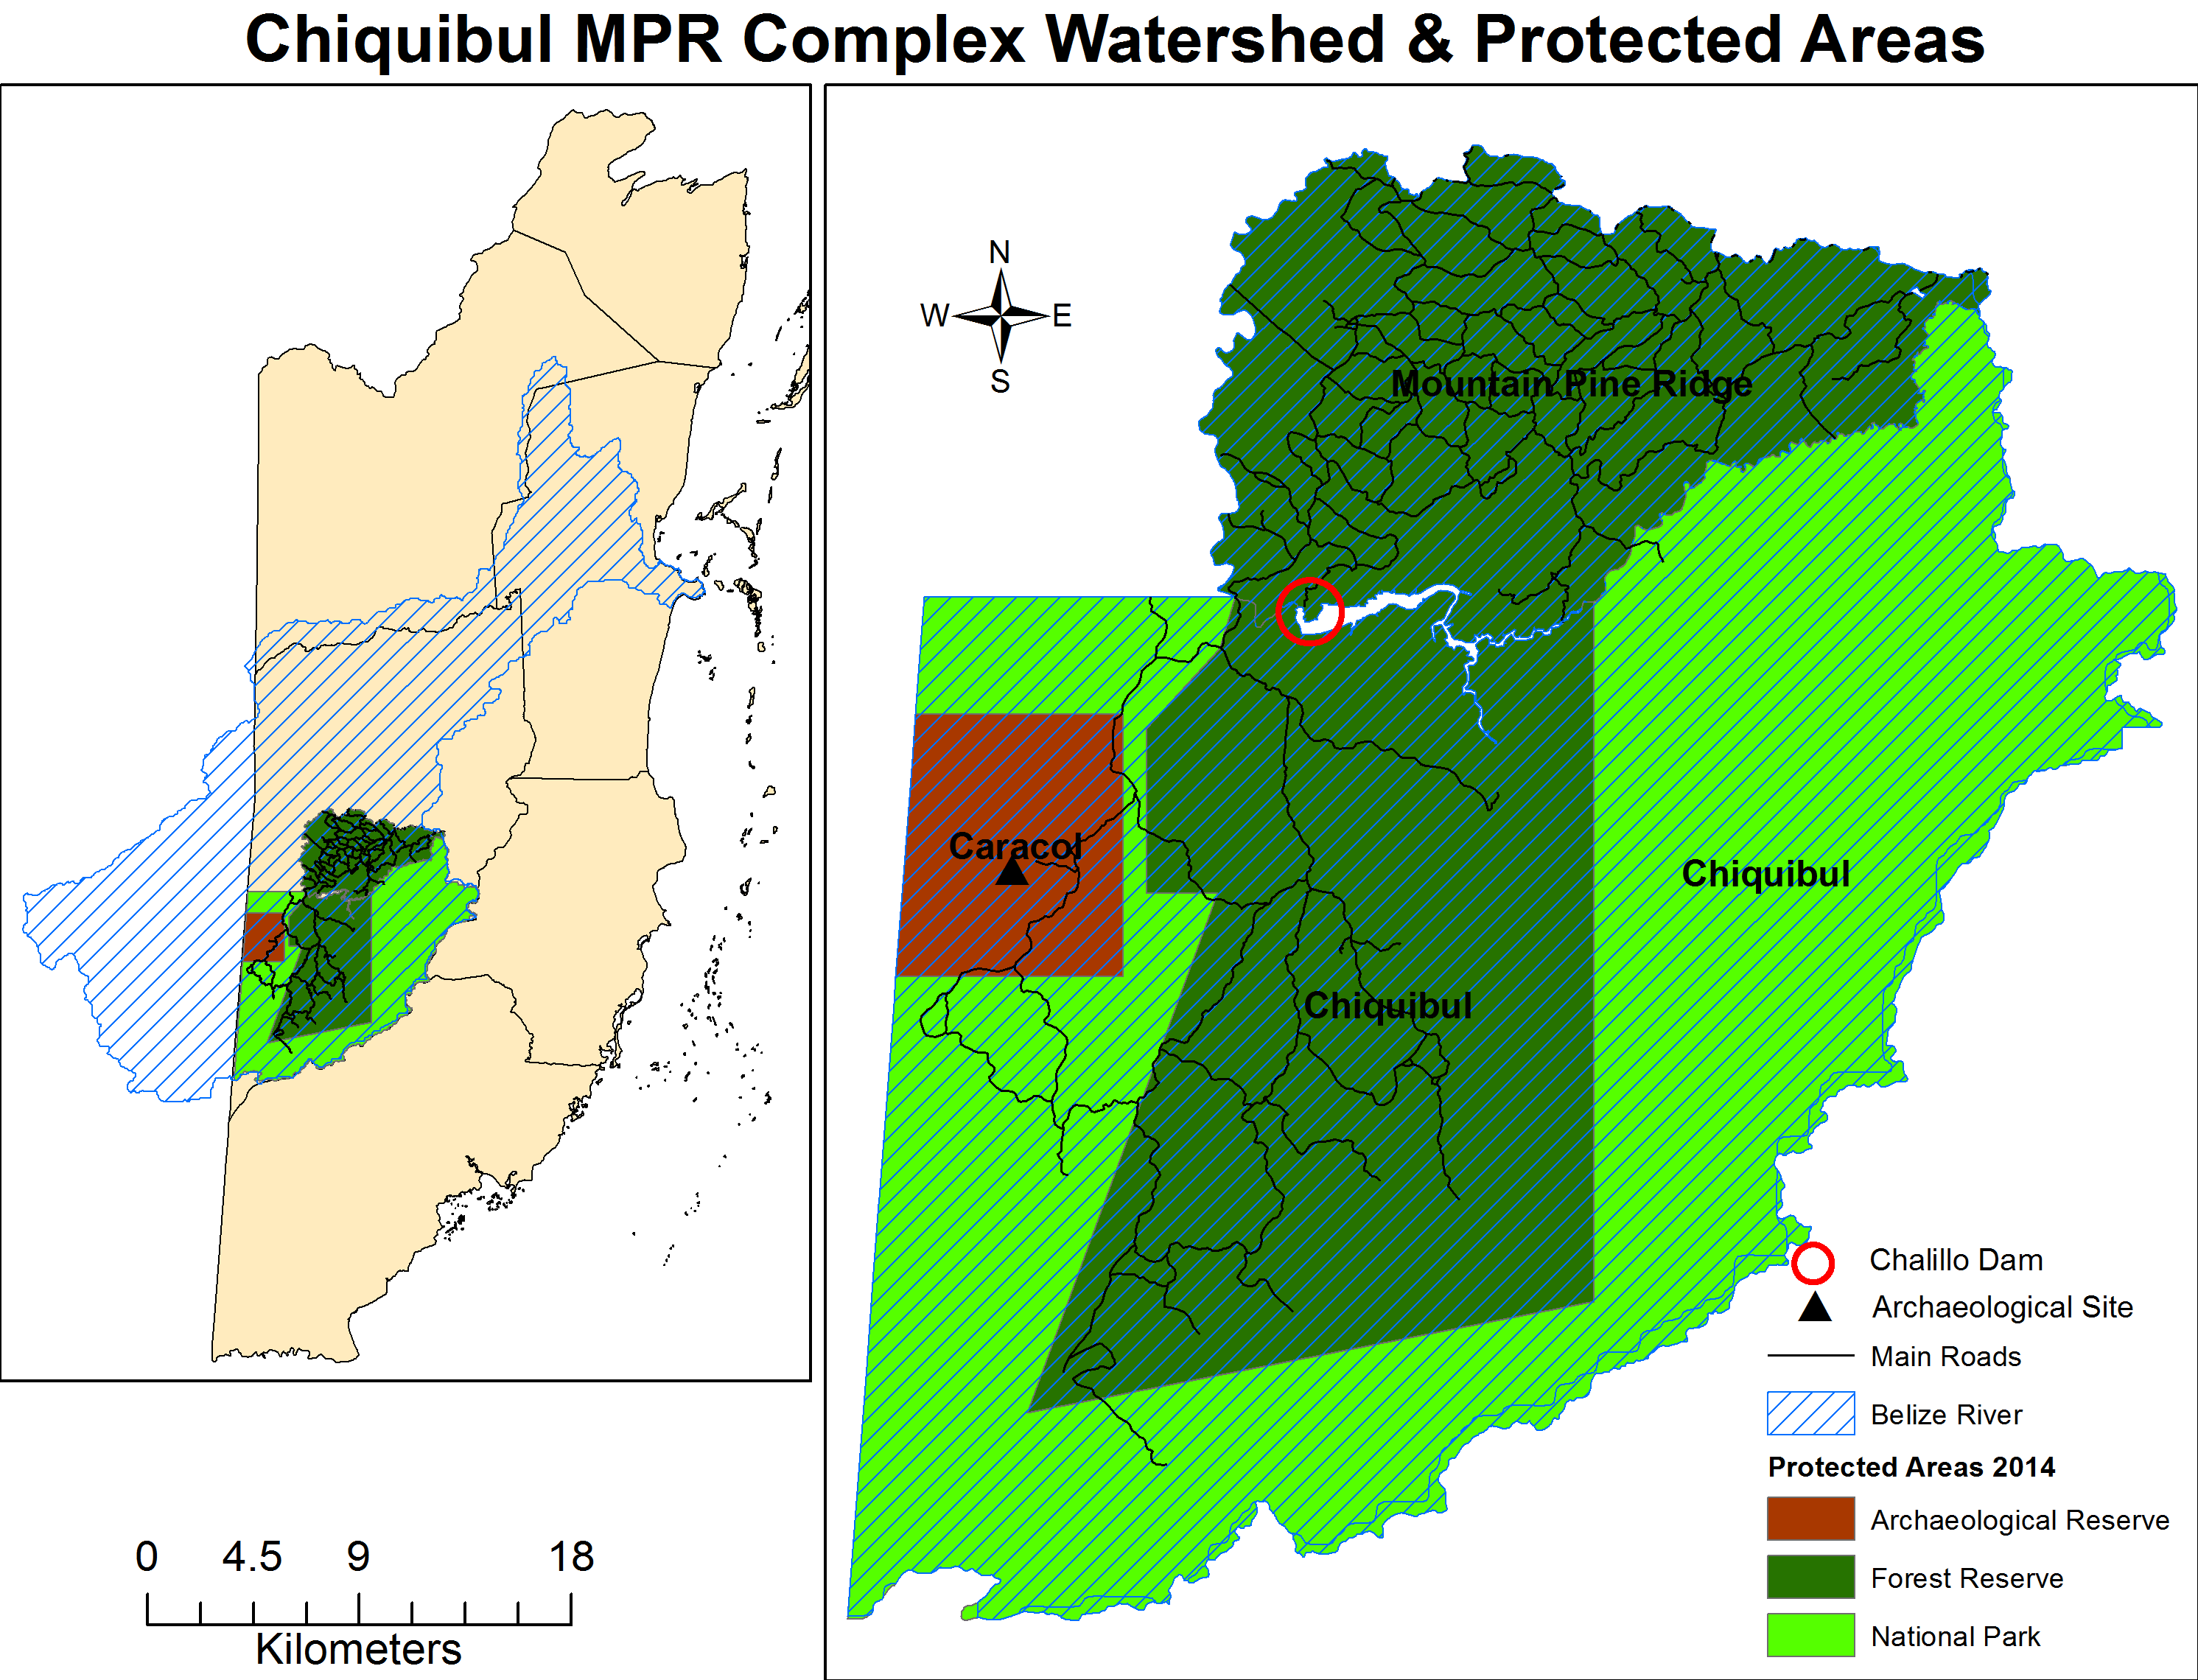 Chiquibul MPR Complex Watershed & Protected Areas
N
W E
S
Mountain Pine Ridge
Caracol
Chiquibul
Chiquibul
Chalillo Dam
Archaeological Site
Main Roads
Belize River
Protected Areas 2014
Archaeological Reserve
Forest Reserve
National Park
0 4.5 9 18
Kilometers